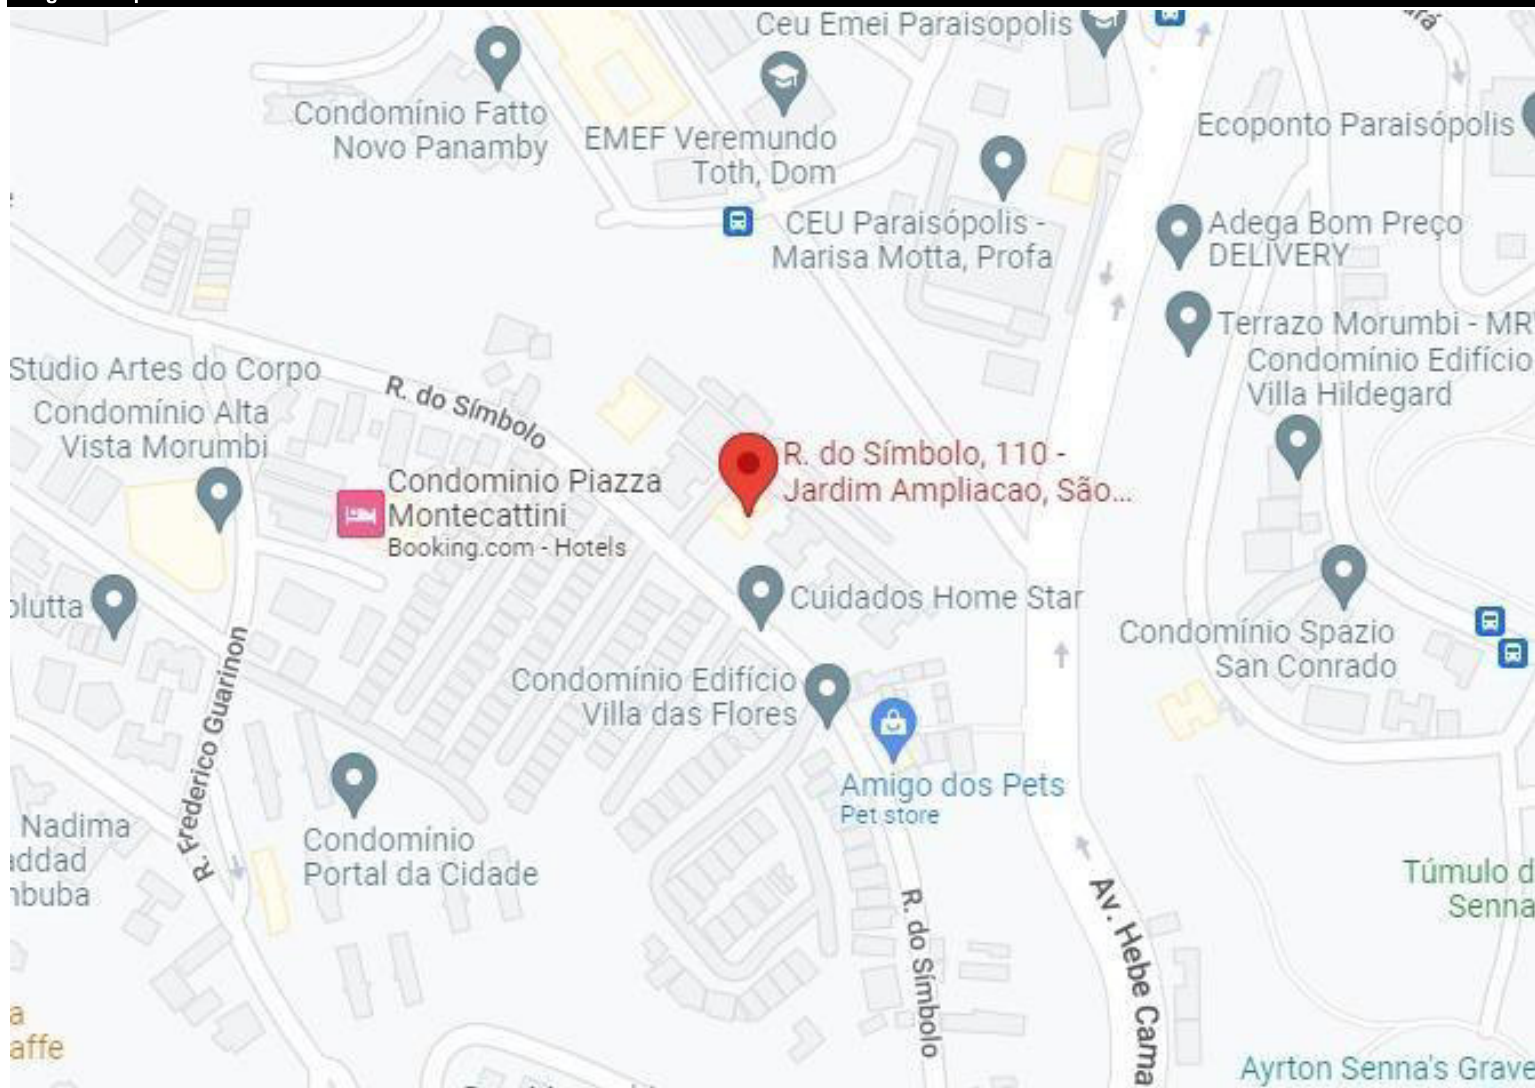 Ceu Emei Paraisopolis
Condomínio Fatto
Novo Panamby
EMEF Veremundo
Toth, Dom
Ecoponto Paraisópolis
CEU Paraisópolis -
Marisa Motta, Profa
Adega Bom Preço
DELIVERY
Terrazo Morumbi - MR
Condomínio Edifício
Villa Hildegard
Studio Artes do Corpo
R. do Símbolo
Condomínio Alta
Vista Morumbi
R. do Símbolo, 110 -
Jardim Ampliacao, São...
Condominio Piazza
Montecattini
Booking.com - Hotels
Cuidados Home Star
olutta
Condomínio Spazio
San Conrado
R. Frederico Guarinon
Condomínio Edifício
Villa das Flores
Amigo dos Pets
Pet store
Nadima
addad
nbuba
Condomínio
Portal da Cidade
Túmulo d
Senna
R. do Símbolo
Av. Hebe Cama
a
affe
Ayrton Senna's Grave